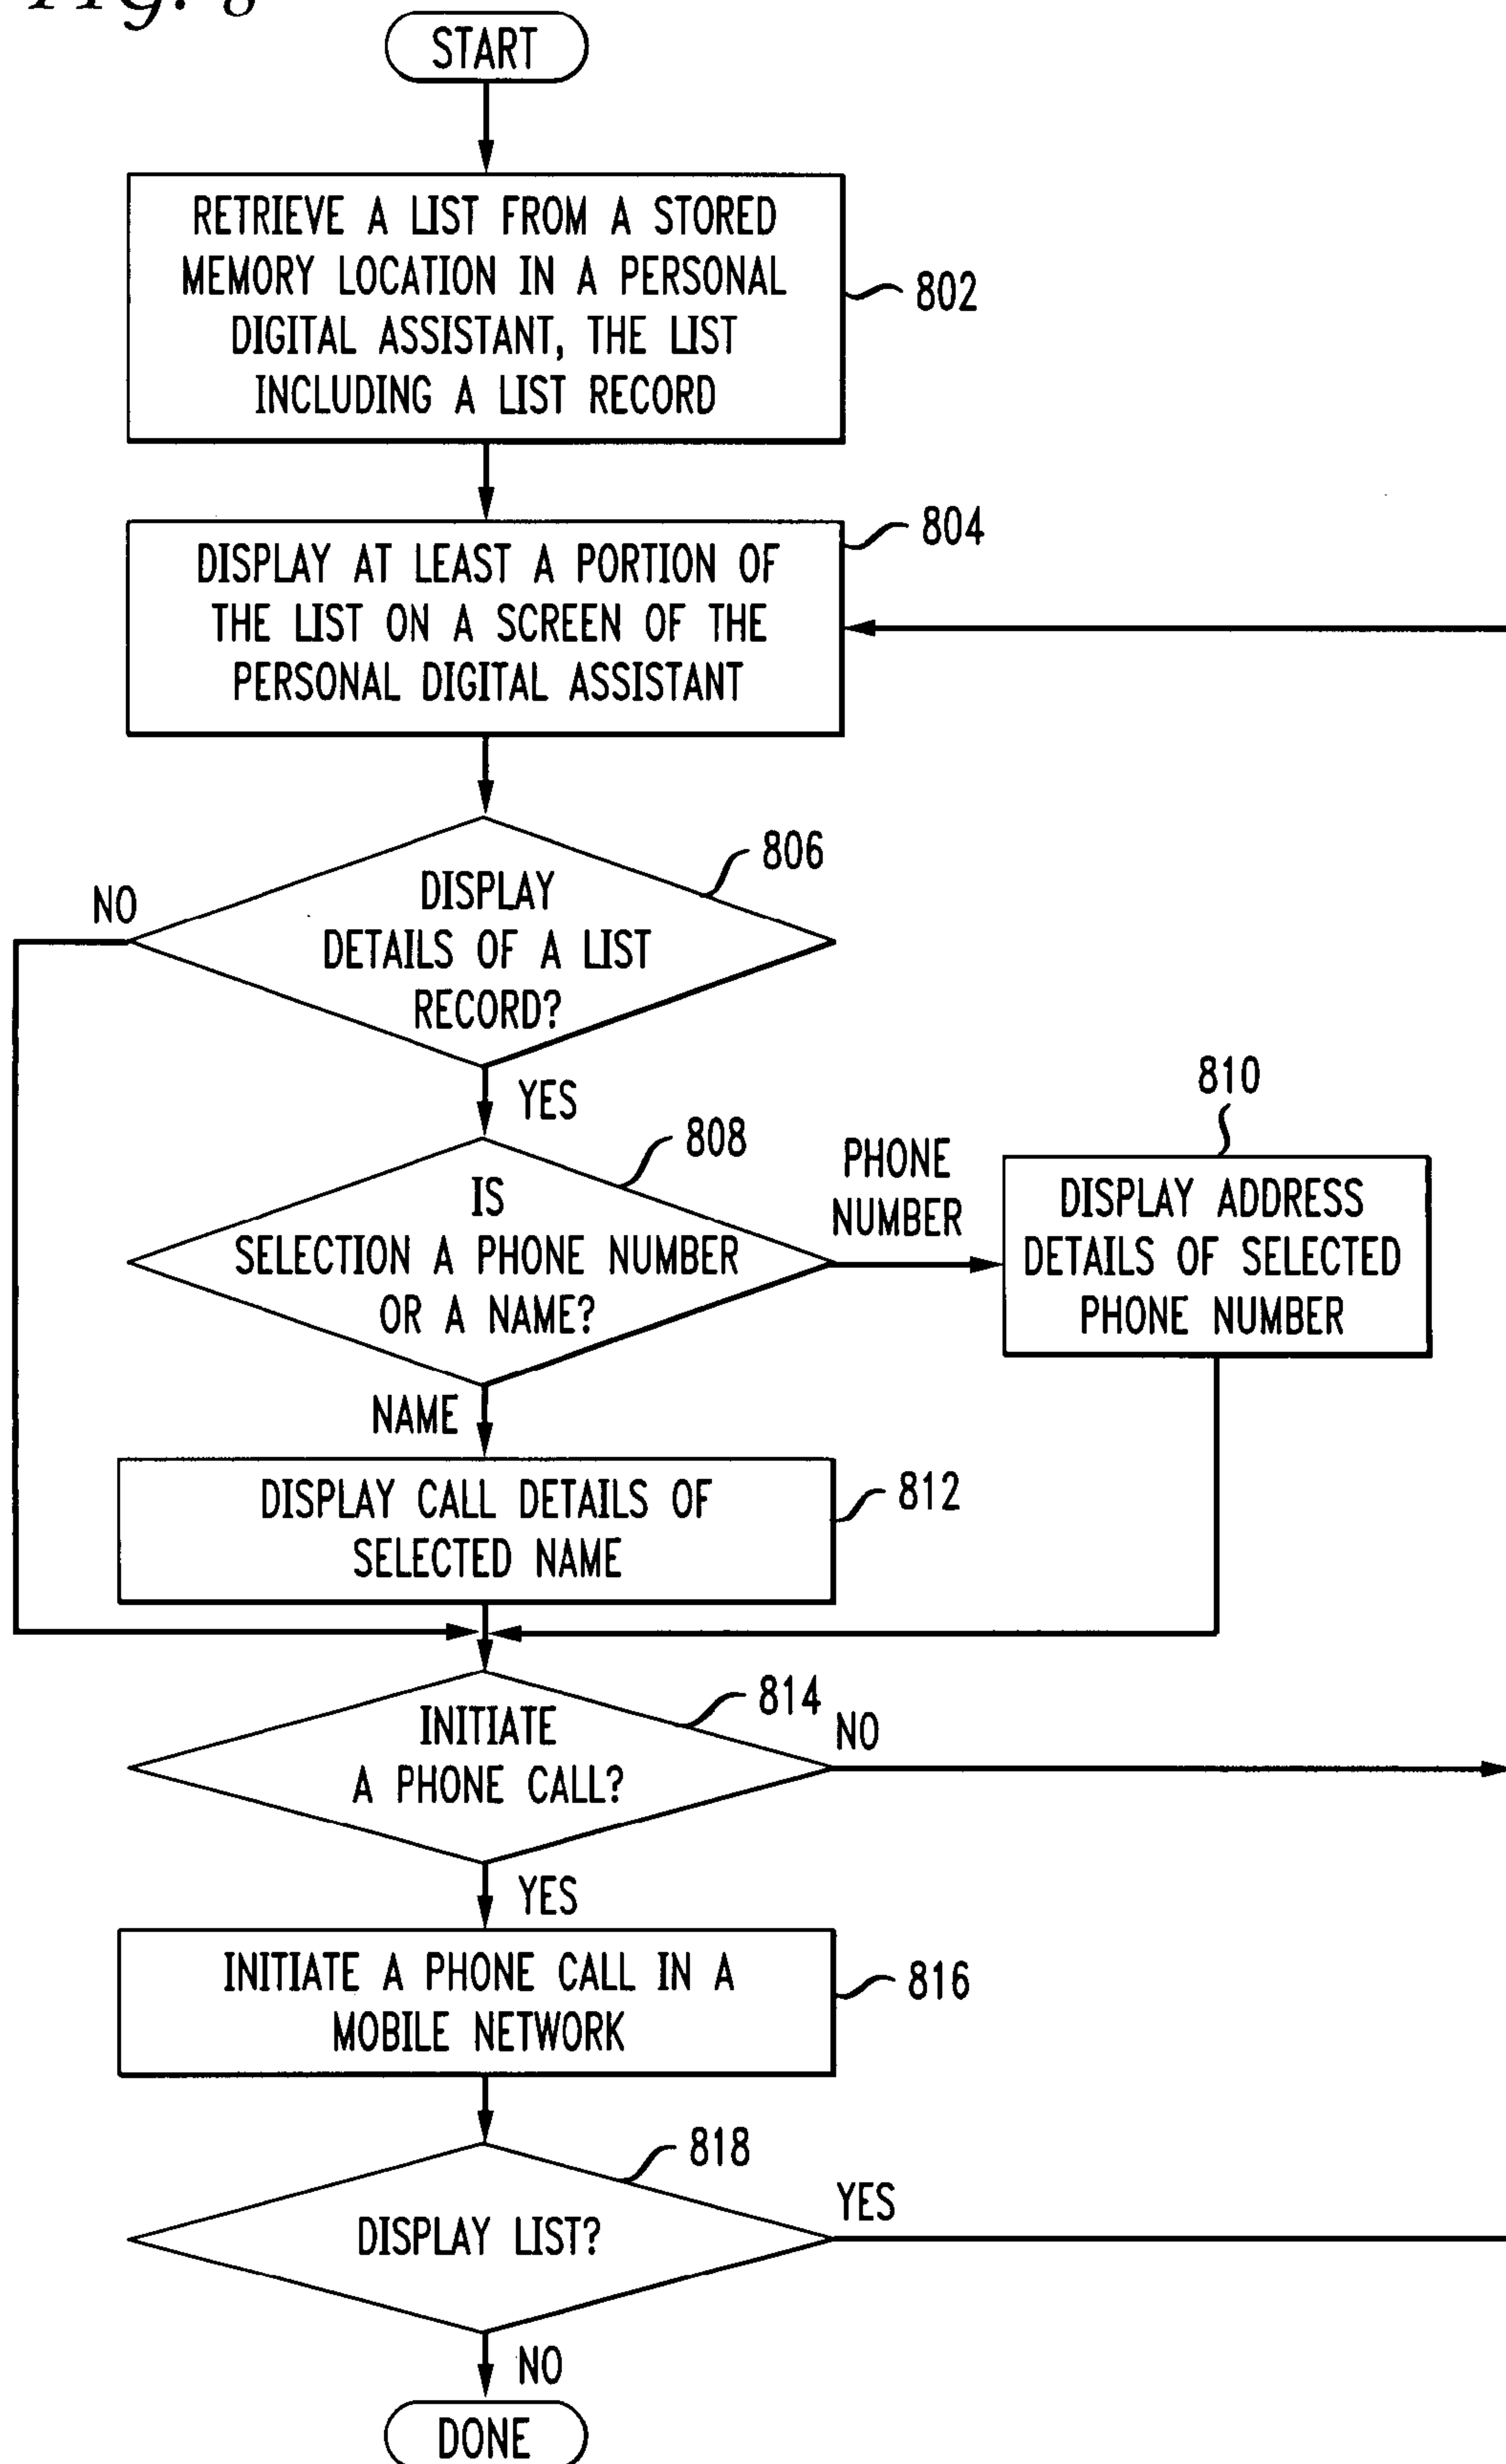 FIG. 8
START
RETRIEVE A LIST FROM A STORED
MEMORY LOCATION IN A PERSONAL
DIGITAL ASSISTANT, THE LIST
INCLUDING A LIST RECORD
802
DISPLAY AT LEAST A PORTION OF
THE LIST ON A SCREEN OF THE
PERSONAL DIGITAL ASSISTANT
804
DISPLAY
DETAILS OF A LIST
RECORD?
806
NO
YES
IS
SELECTION A PHONE NUMBER
OR A NAME?
808
PHONE
NUMBER
810
DISPLAY ADDRESS
DETAILS OF SELECTED
PHONE NUMBER
NAME
DISPLAY CALL DETAILS OF
SELECTED NAME
812
INITIATE
A PHONE CALL?
814
NO
YES
INITIATE A PHONE CALL IN A
MOBILE NETWORK
816
DISPLAY LIST?
818
YES
NO
DONE